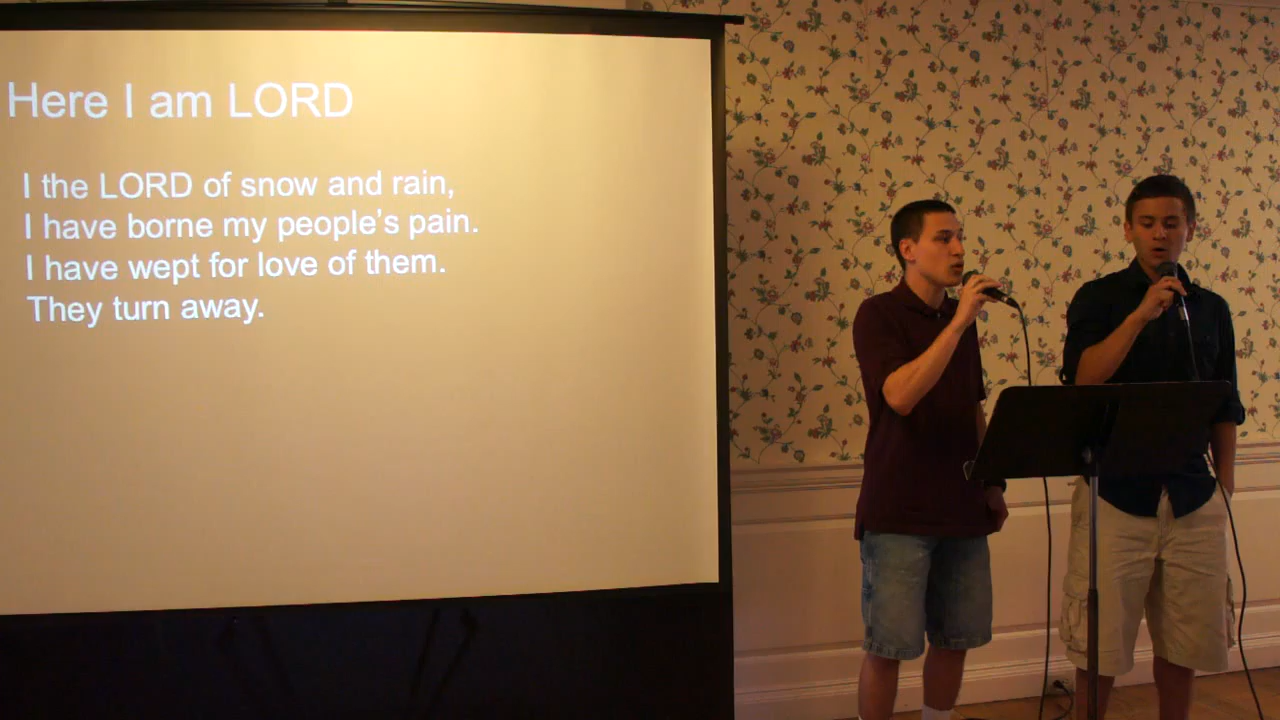 Here I am LORD
I the LORD of snow and rain,
I have borne my people's pain.
I have wept for love of them.
They turn away.